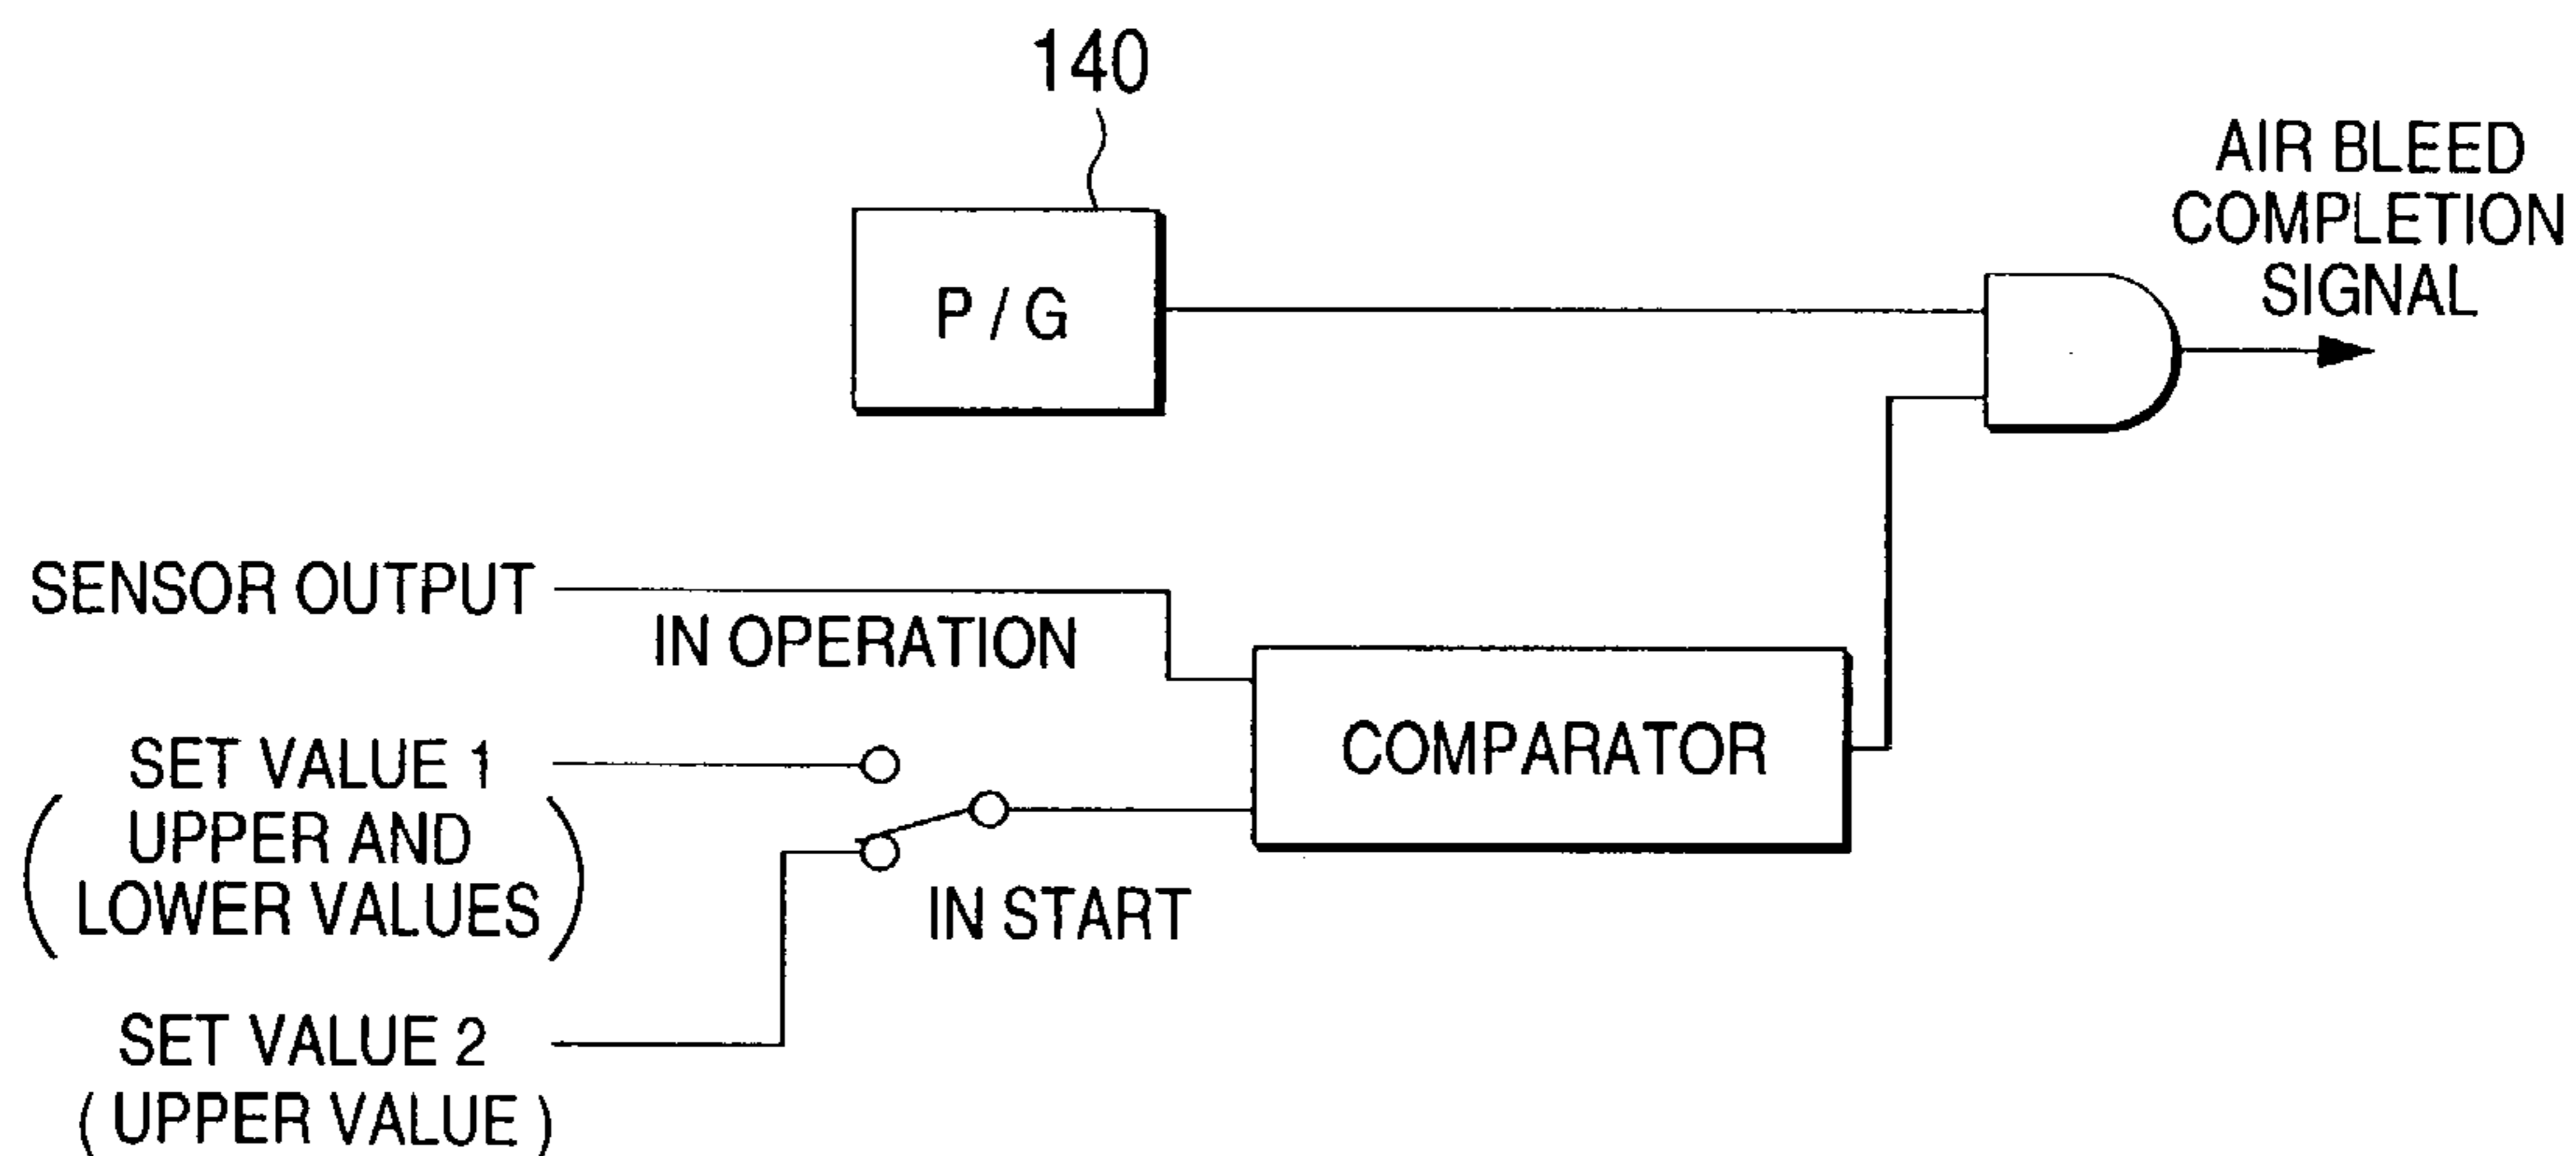 140
P / G
AIR BLEED
COMPLETION
SIGNAL
SENSOR OUTPUT
IN OPERATION
COMPARATOR
SET VALUE 1
( UPPER AND
LOWER VALUES )
IN START
SET VALUE 2
( UPPER VALUE )